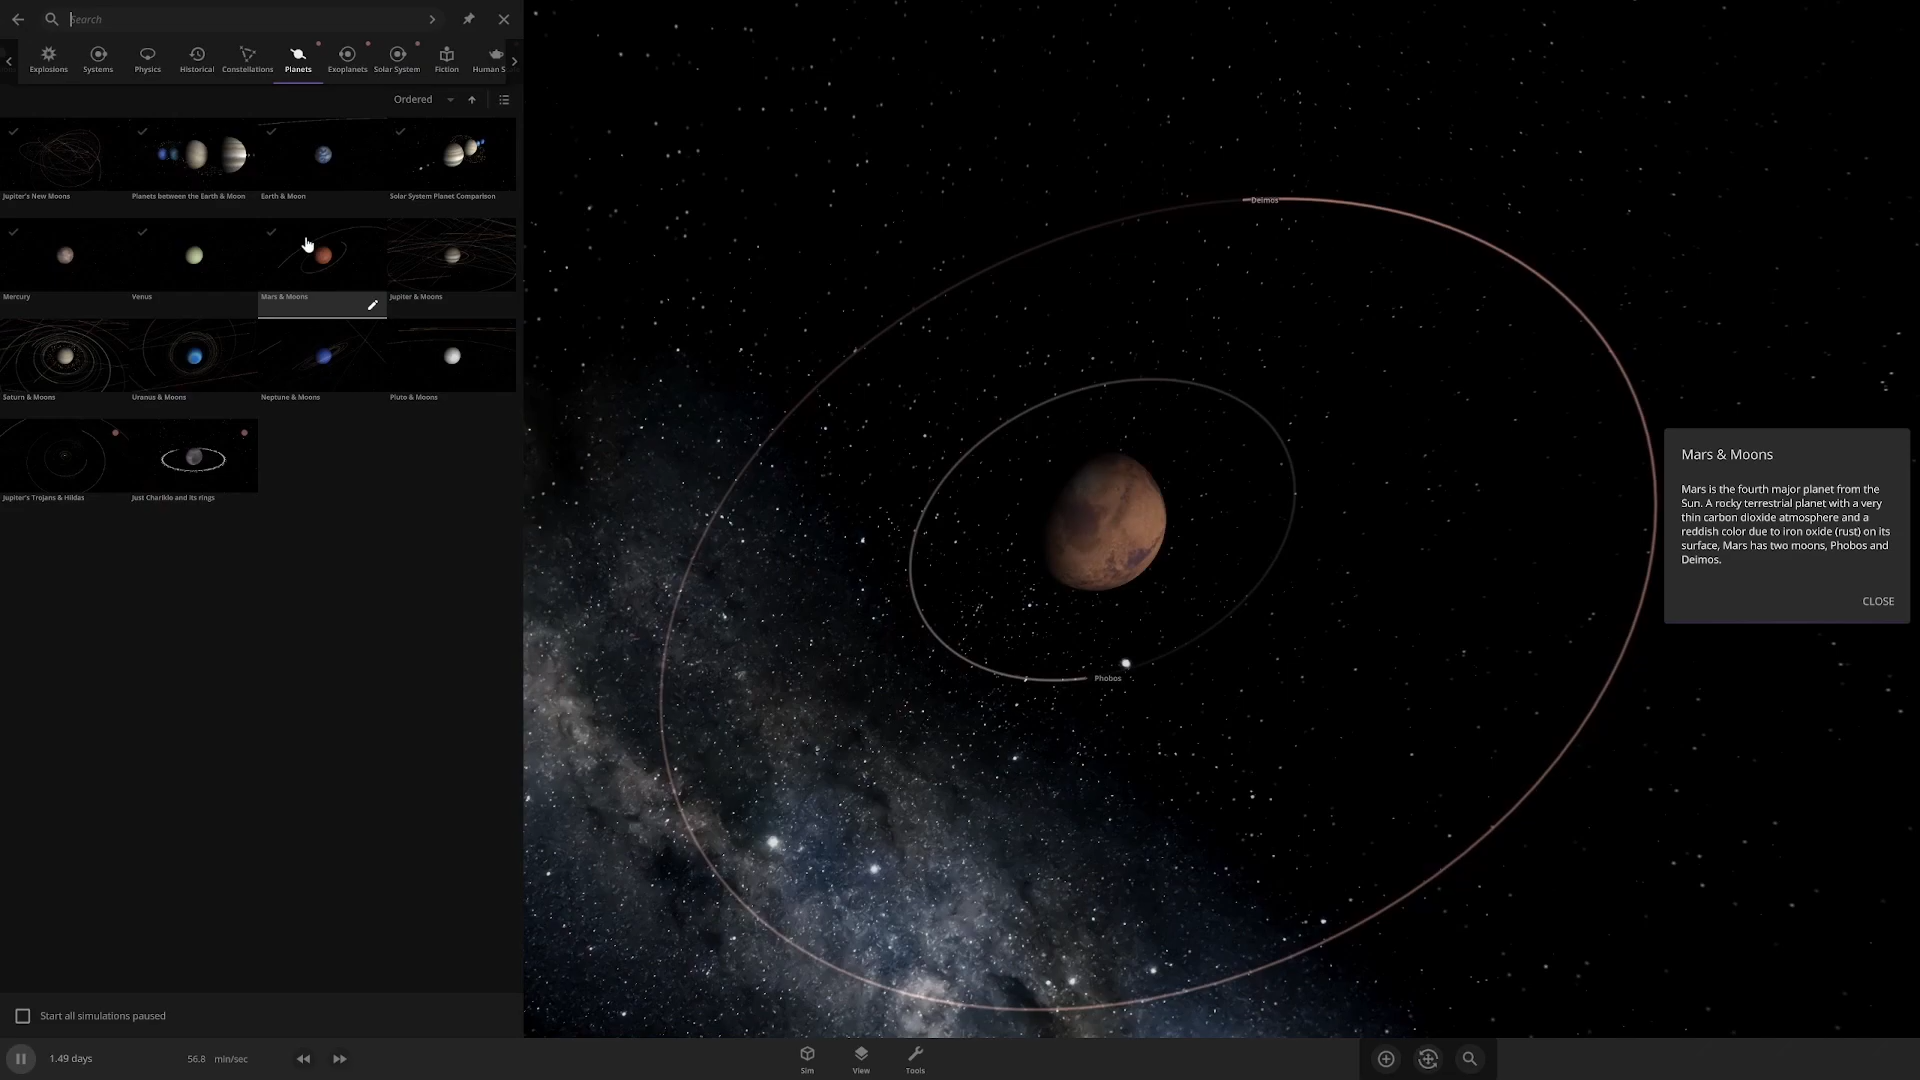 Search
Explosions
Systems
Physics
Historical
Constellations
Planets
Exoplanets
Solar System
Fiction
Human S
Ordered
Jupiter's New Moons
Planets between the Earth & Moon
Earth & Moon
Solar System Planet Comparison
Mercury
Venus
Mars & Moons
Jupiter & Moons
Saturn & Moons
Uranus & Moons
Neptune & Moons
Pluto & Moons
Jupiter's Trojans & Hildas
Just Chariklo and its rings
Deimos
Phobos
Mars & Moons
Mars is the fourth major planet from the
Sun. A rocky terrestrial planet with a very
thin carbon dioxide atmosphere and a
reddish color due to iron oxide (rust) on its
surface, Mars has two moons, Phobos and
Deimos.
CLOSE
Start all simulations paused
1.49 days
56.8 min/sec
Sim
View
Tools